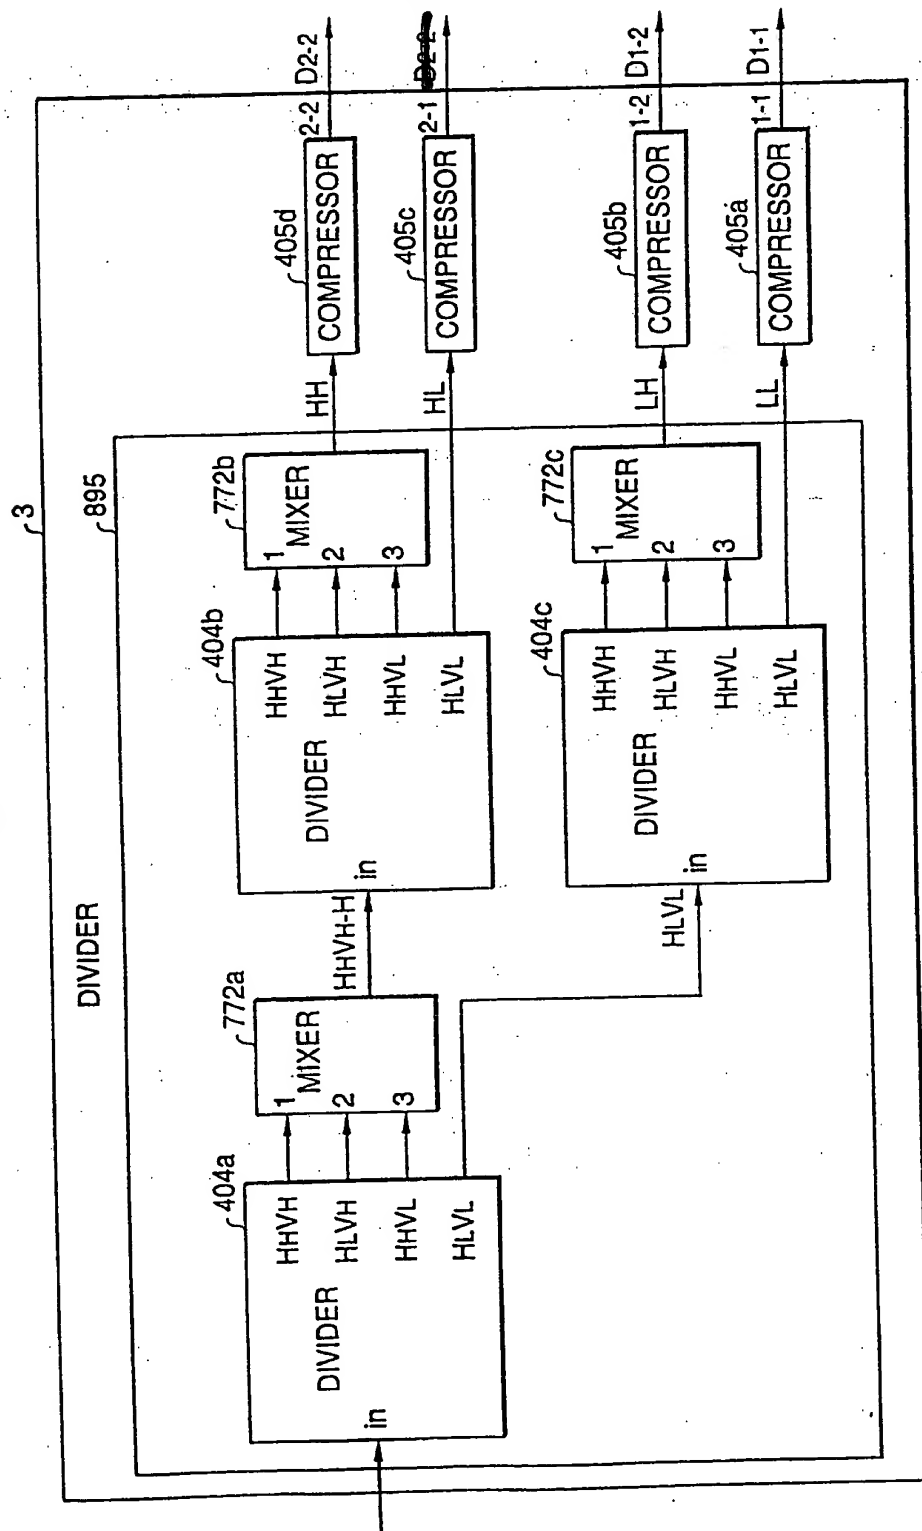 3
DIVIDER
895
404a
DIVIDER
in
HHVH
HLVH
HHVL
HLVL
772a
MIXER
1
2
3
HHVH-H
HLVL
404b
DIVIDER
in
HHVH
HLVH
HHVL
HLVL
772b
MIXER
1
2
3
HH
HL
405d
COMPRESSOR
2-2
D2-2
405c
COMPRESSOR
2-1
404c
DIVIDER
in
HHVH
HLVH
HHVL
HLVL
772c
MIXER
1
2
3
LH
LL
405b
COMPRESSOR
1-2
D1-2
405a
COMPRESSOR
1-1
D1-1